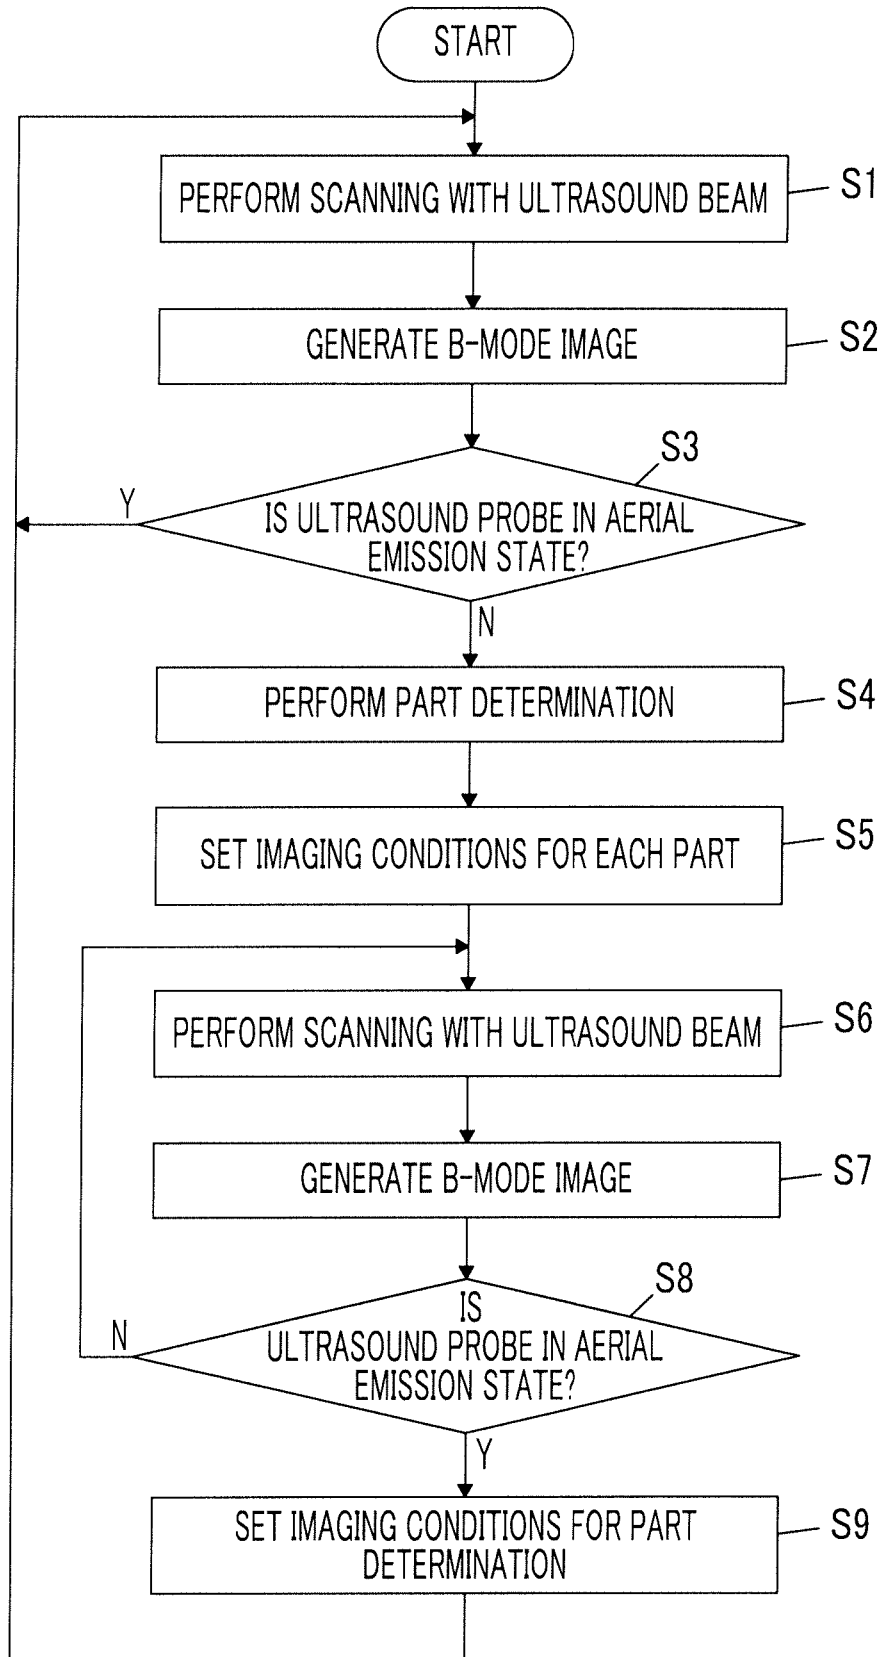 START
PERFORM SCANNING WITH ULTRASOUND BEAM
S1
GENERATE B-MODE IMAGE
S2
S3
Y
IS ULTRASOUND PROBE IN AERIAL
EMISSION STATE?
N
PERFORM PART DETERMINATION
S4
SET IMAGING CONDITIONS FOR EACH PART
S5
PERFORM SCANNING WITH ULTRASOUND BEAM
S6
GENERATE B-MODE IMAGE
S7
S8
N
IS
ULTRASOUND PROBE IN AERIAL
EMISSION STATE?
Y
SET IMAGING CONDITIONS FOR PART
DETERMINATION
S9